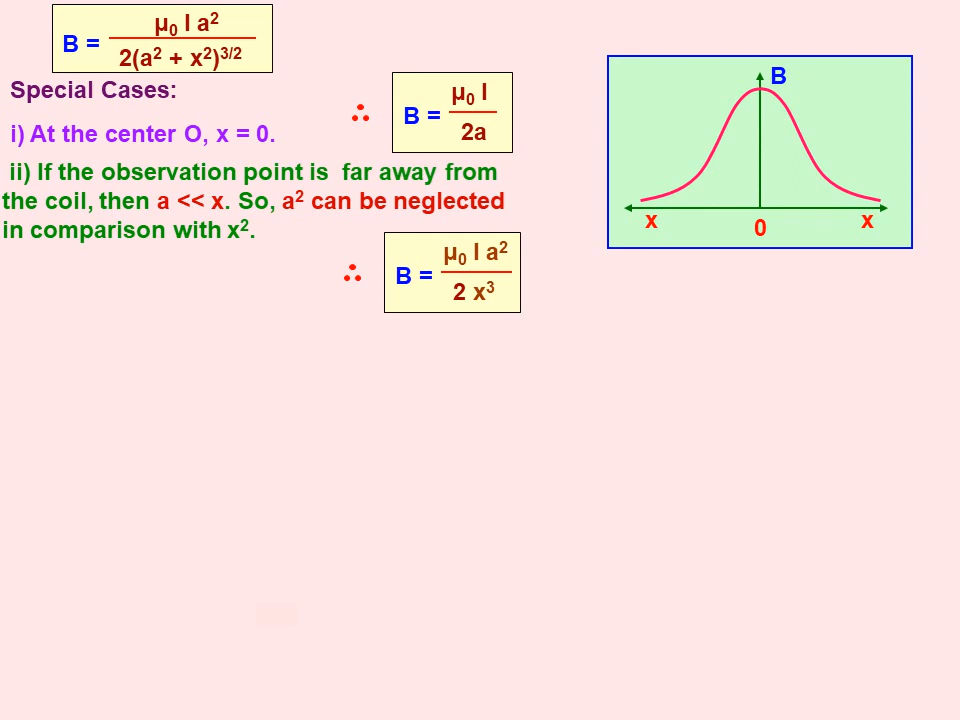 B = μ₀ I a² / 2(a² + x²)³ᐟ²
Special Cases:
i) At the center O, x = 0.
∴ B = μ₀ I / 2a
ii) If the observation point is far away from
the coil, then a << x. So, a² can be neglected
in comparison with x².
∴ B = μ₀ I a² / 2 x³
B
x 0 x